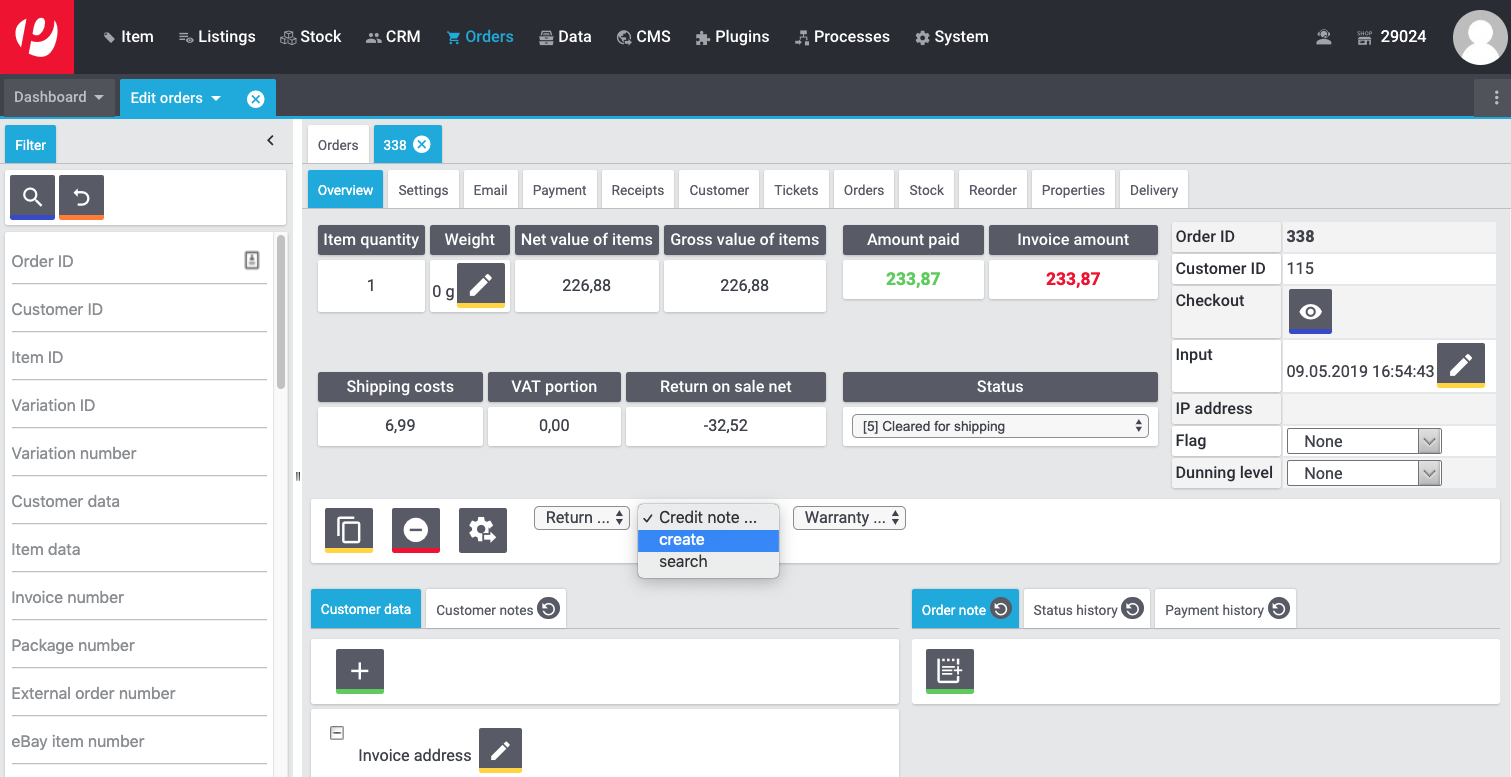 Item Listings Stock CRM Orders Data CMS Plugins Processes System SHOP 29024
Dashboard Edit orders
Filter
Orders 338
Overview Settings Email Payment Receipts Customer Tickets Orders Stock Reorder Properties Delivery
Order ID
Customer ID
Item ID
Variation ID
Variation number
Customer data
Item data
Invoice number
Package number
External order number
eBay item number
Item quantity Weight Net value of items Gross value of items Amount paid Invoice amount
1 0 g 226,88 226,88 233,87 233,87
Shipping costs VAT portion Return on sale net Status
6,99 0,00 -32,52 [5] Cleared for shipping
Order ID 338
Customer ID 115
Checkout
Input 09.05.2019 16:54:43
IP address
Flag None
Dunning level None
Return ... ✓ Credit note ... Warranty ...
create
search
Customer data Customer notes Order note Status history Payment history
Invoice address